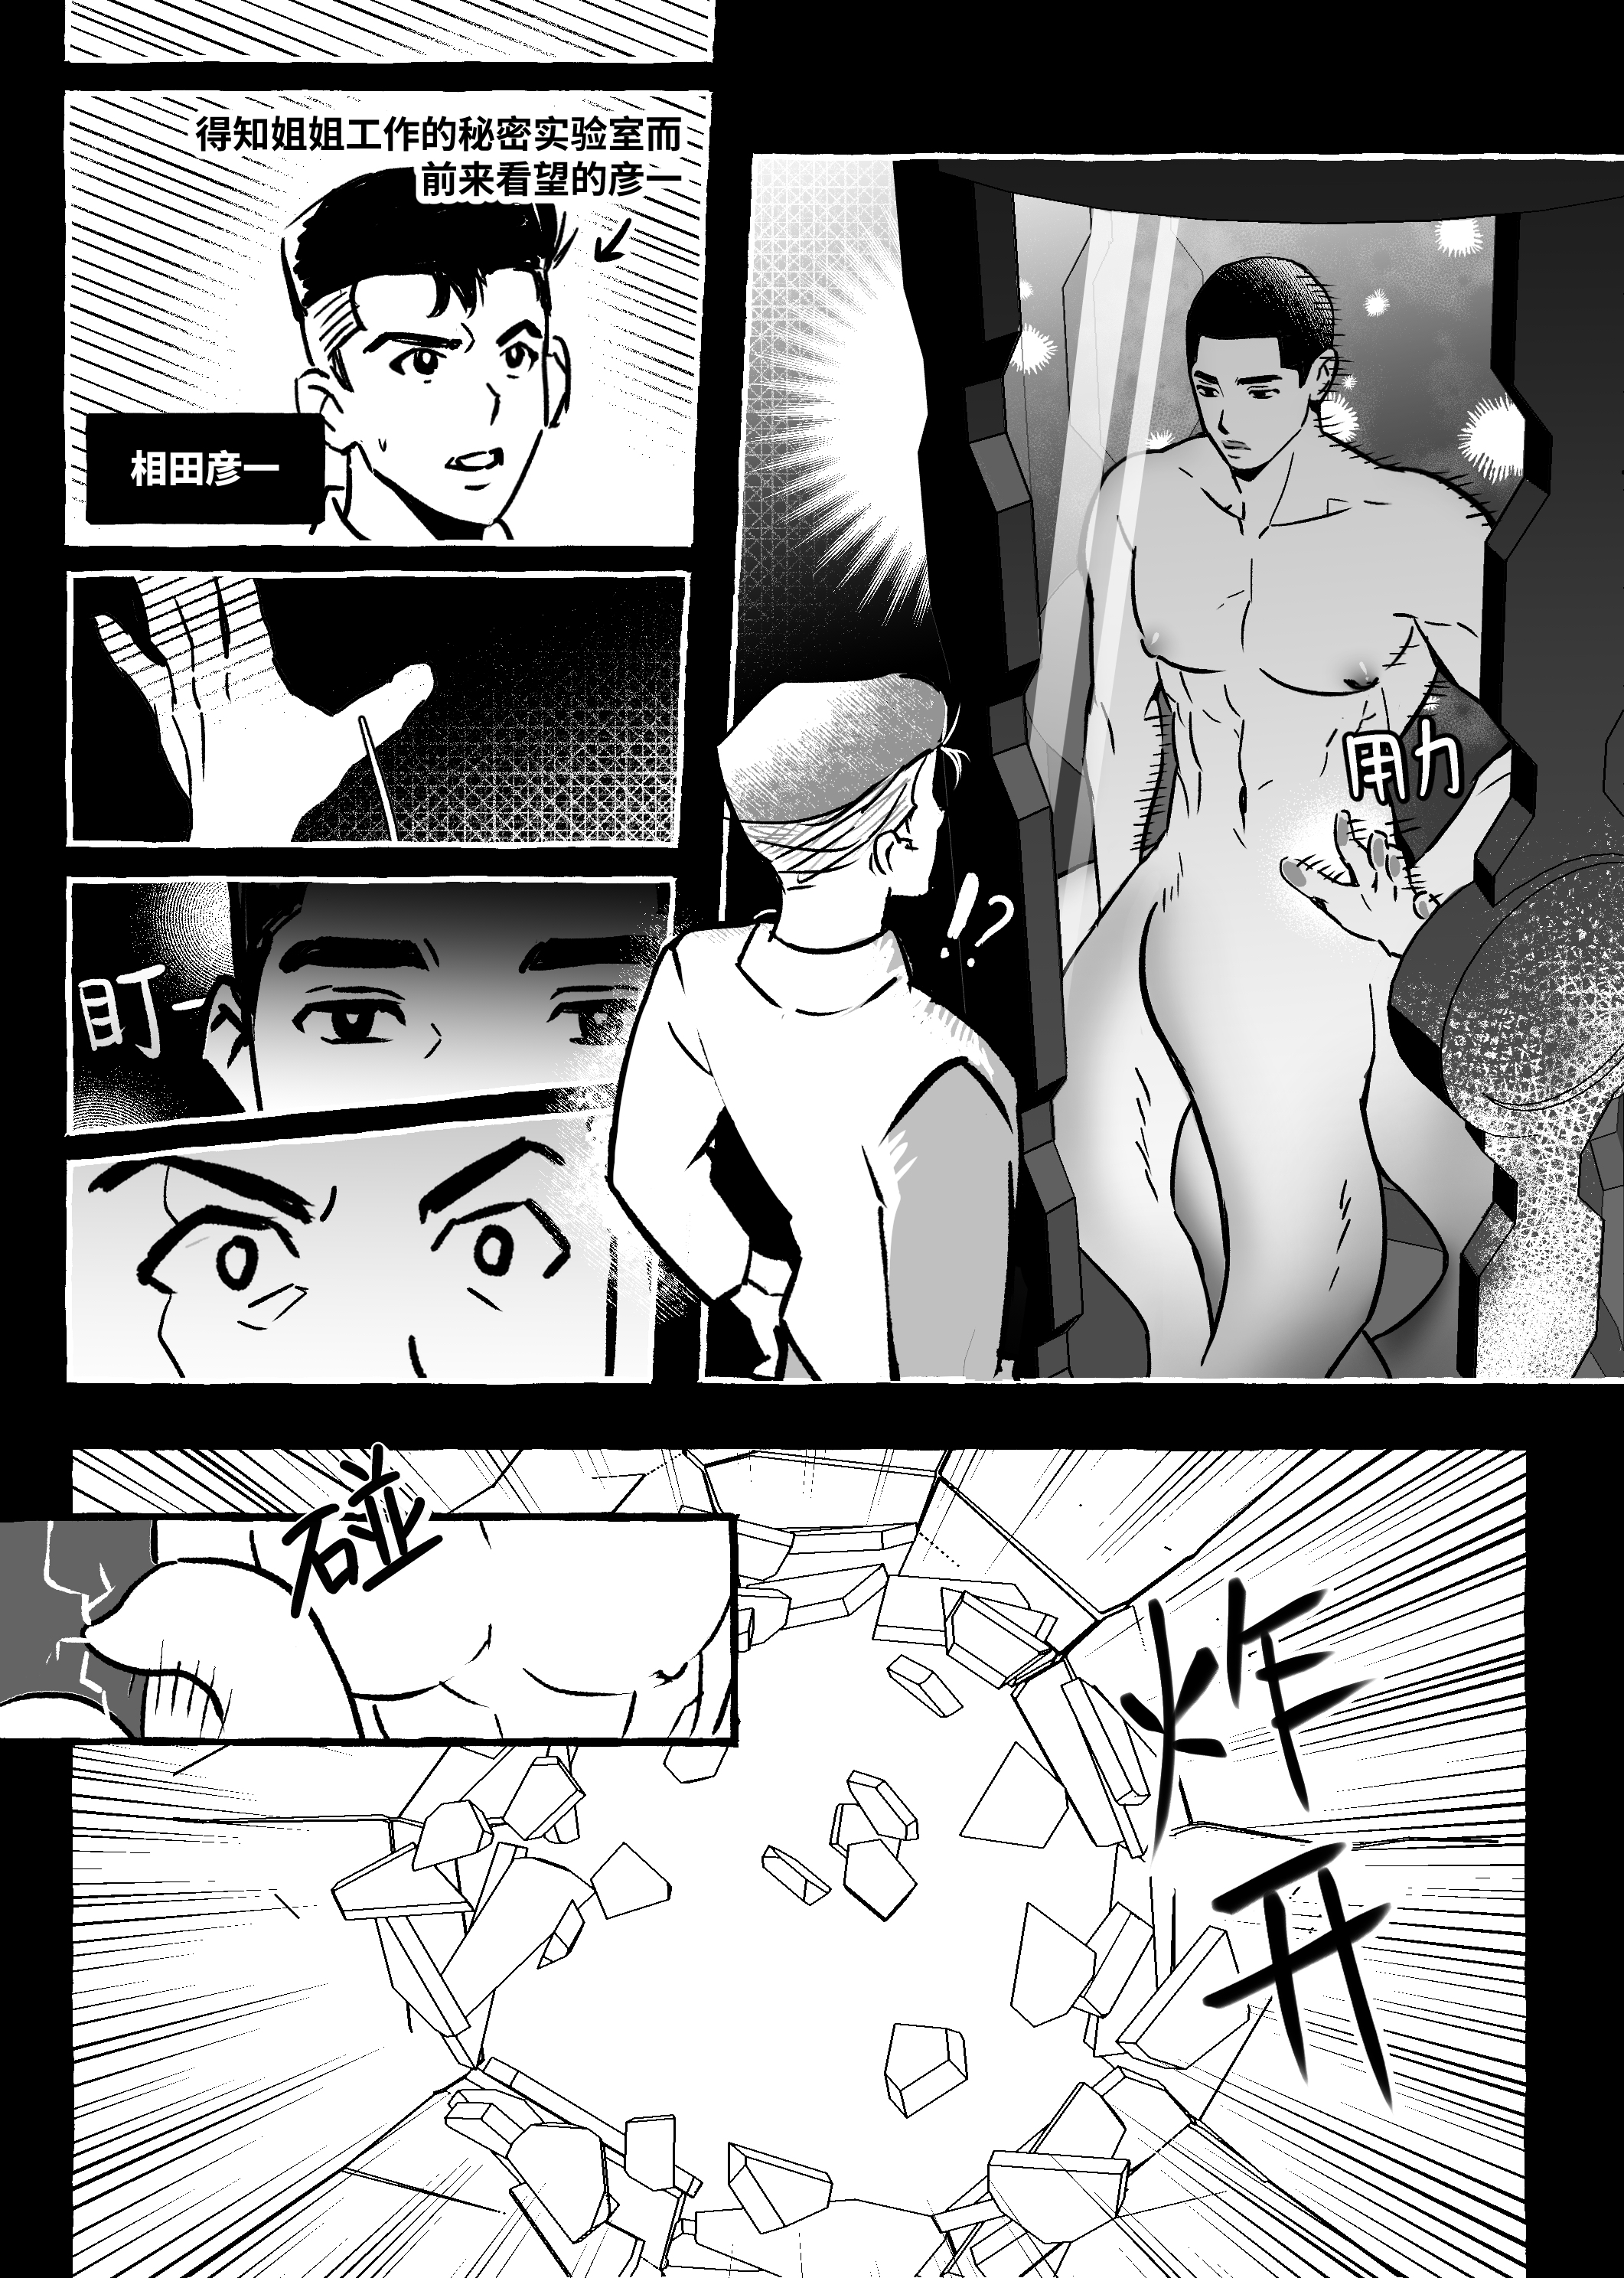 得知姐姐工作的秘密实验室而
前来看望的彦一
相田彦一
用力
!?
盯一
碰
炸
开